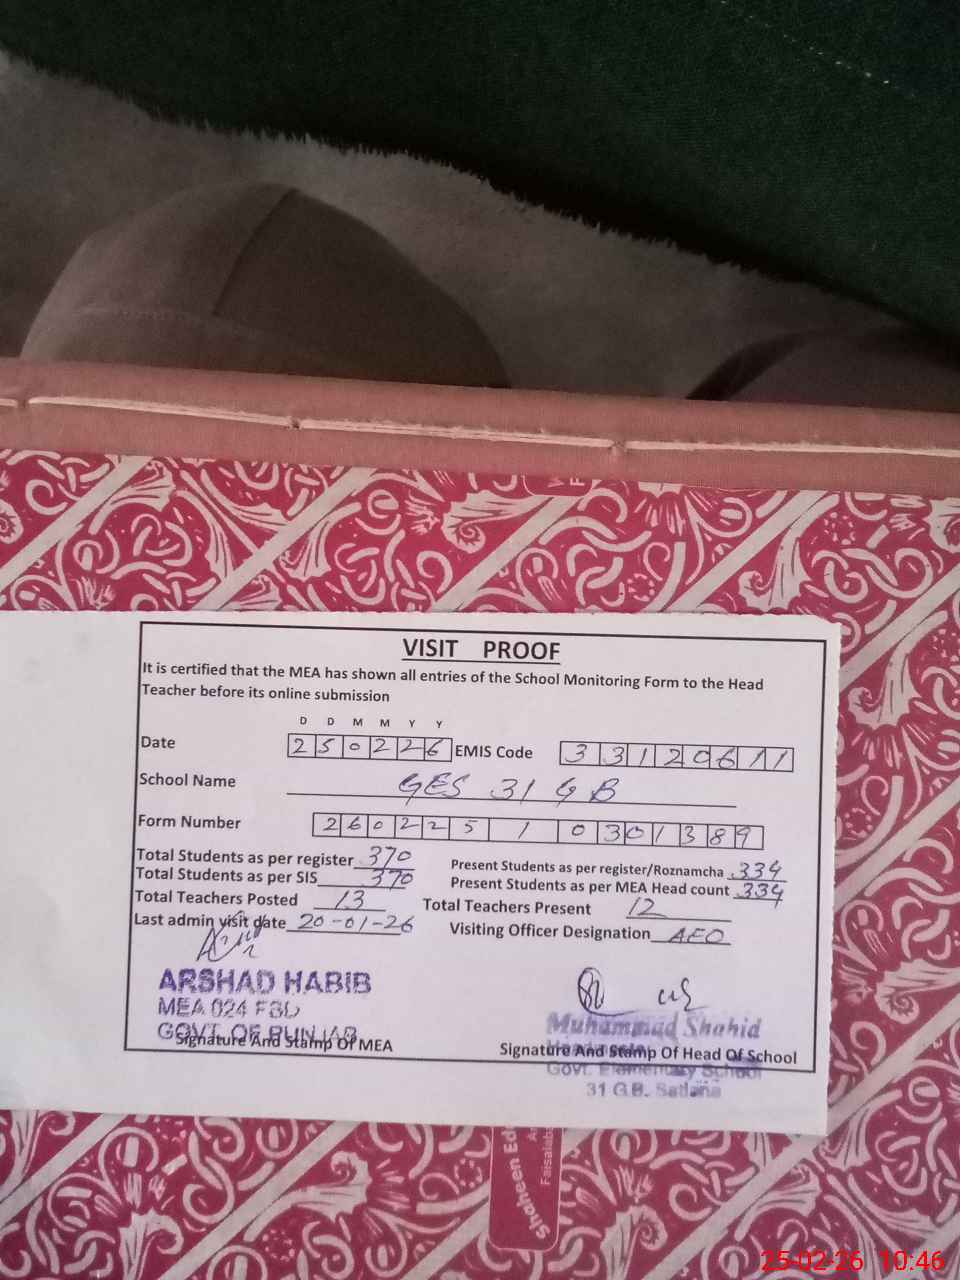 VISIT PROOF
It is certified that the MEA has shown all entries of the School Monitoring Form to the Head
Teacher before its online submission
D D M M Y Y
Date 2 5 0 2 2 6 EMIS Code 3 3 1 2 0 6 1 1
School Name GES 31 GB
Form Number 2 6 0 2 2 5 1 0 3 0 1 3 8 9
Total Students as per register 370 Present Students as per register/Roznamcha 334
Total Students as per SIS 370 Present Students as per MEA Head count 334
Total Teachers Posted 13 Total Teachers Present 12
Last admin visit date 20-01-26 Visiting Officer Designation AEO
ARSHAD HABIB
MEA 024 FBD
GOVT. OF PUNJAB
Signature And Stamp Of MEA
Muhammad Shahid
Signature And Stamp Of Head Of School
Govt. Elementary School
31 G.B. Satiana
Shaheen
Faisalaba
25-02-26 10:46